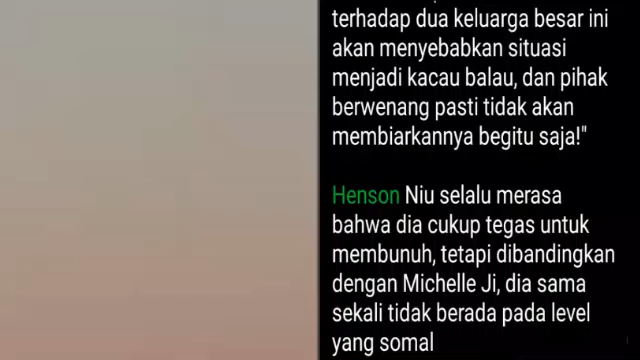 terhadap dua keluarga besar ini
akan menyebabkan situasi
menjadi kacau balau, dan pihak
berwenang pasti tidak akan
membiarkannya begitu saja!"
Henson Niu selalu merasa
bahwa dia cukup tegas untuk
membunuh, tetapi dibandingkan
dengan Michelle Ji, dia sama
sekali tidak berada pada level
yang somal